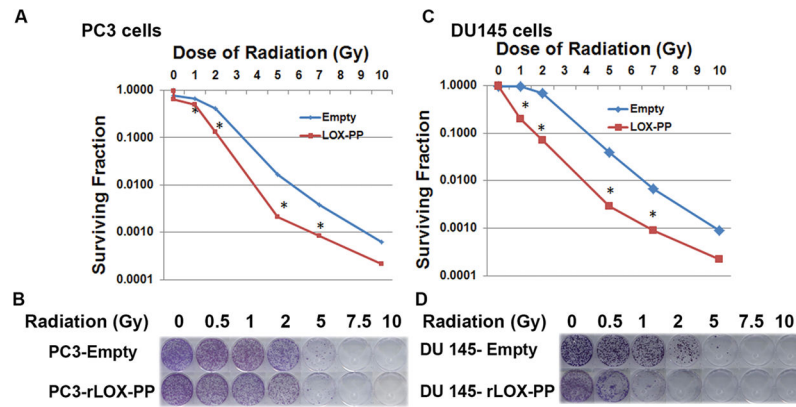 A
PC3 cells
Dose of Radiation (Gy)
0 1 2 3 4 5 6 7 8 9 10
1.0000
0.1000
0.0100
0.0010
0.0001
Surviving Fraction
Empty
LOX-PP
*
*
*
*
C
DU145 cells
Dose of Radiation (Gy)
0 1 2 3 4 5 6 7 8 9 10
1.0000
0.1000
0.0100
0.0010
0.0001
Surviving Fraction
Empty
LOX-PP
*
*
*
*
B
Radiation (Gy) 0 0.5 1 2 5 7.5 10
PC3-Empty
PC3-rLOX-PP
D
Radiation (Gy) 0 0.5 1 2 5 7.5 10
DU 145- Empty
DU 145- rLOX-PP